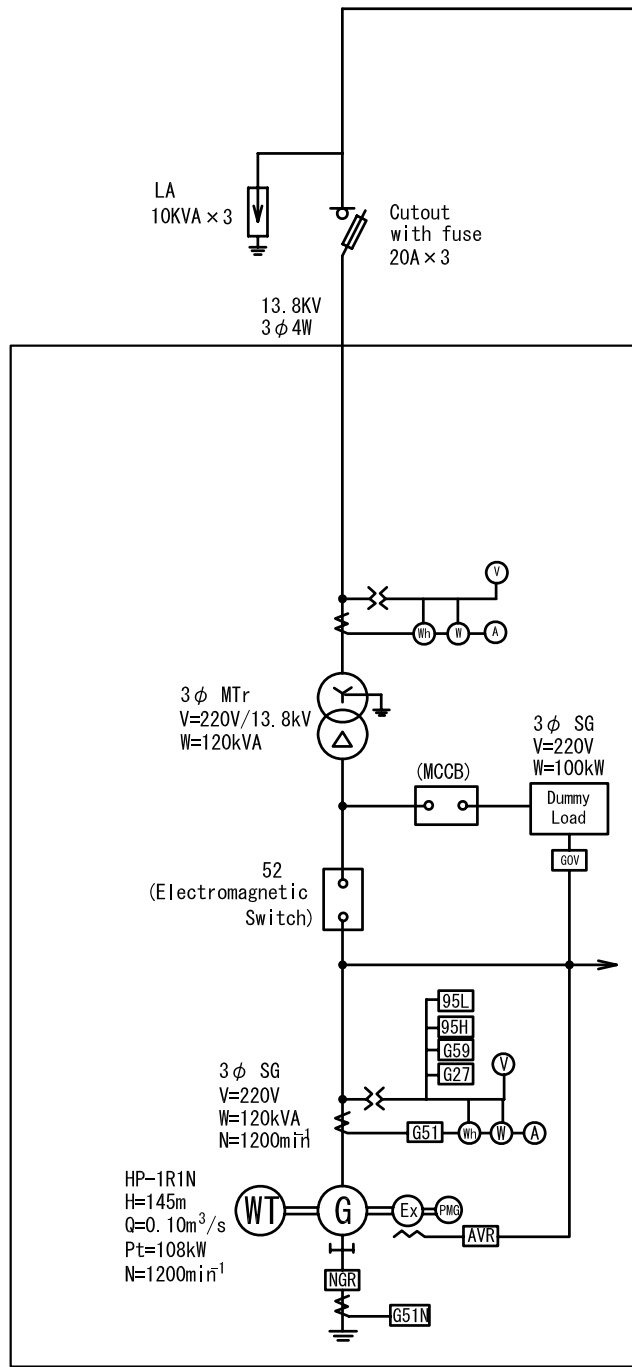 LA
10KVA×3
Cutout
with fuse
20A×3
13.8KV
3φ4W
V
Wh
W
A
3φ MTr
V=220V/13.8kV
W=120kVA
3φ SG
V=220V
W=100kW
(MCCB)
Dummy
Load
GOV
52
(Electromagnetic
Switch)
95L
95H
G59
G27
3φ SG
V=220V
W=120kVA
N=1200min⁻¹
V
G51
Wh
W
A
HP-1R1N
H=145m
Q=0.10m³/s
Pt=108kW
N=1200min⁻¹
WT
G
Ex
PMG
AVR
NGR
G51N